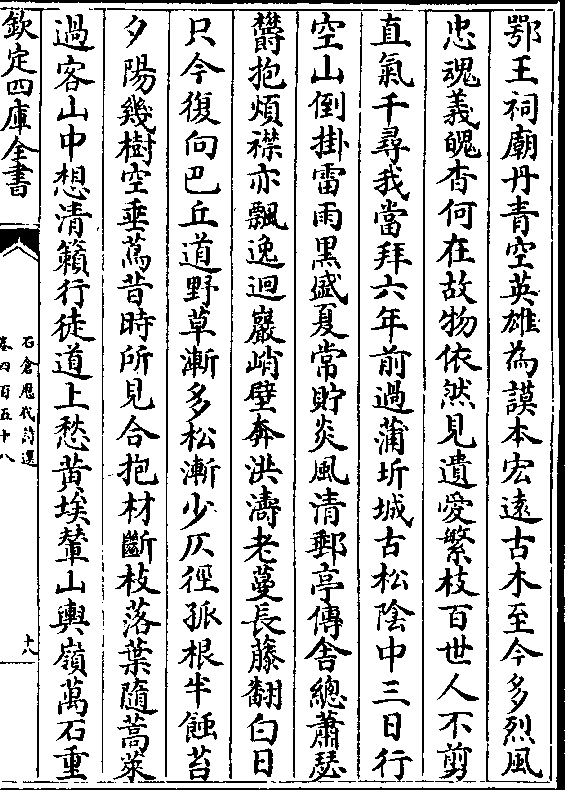 鄂王祠廟丹青空英雄為謨本宏遠古木至今多烈風
忠魂義魄杳何在故物依然見遺愛繁枝百世人不剪
直氣千尋我當拜六年前過蒲圻城古松陰中三日行
空山倒掛雷雨黒盛夏常貯炎風清郵亭傳舍總蕭瑟
欝抱煩襟亦飄逸迴巖峭壁奔洪濤老蔓長藤翻白日
只今復向巴丘道野草漸多松漸少仄徑孤根半蝕苔
夕陽幾樹空垂蔦昔時所見合抱材斷枝落葉隨蒿萊
過客山中想清籟行徒道上愁黄埃輦山輿嶺萬石重
欽定四庫全書
石倉歴代詩選
卷四百五十八
十八